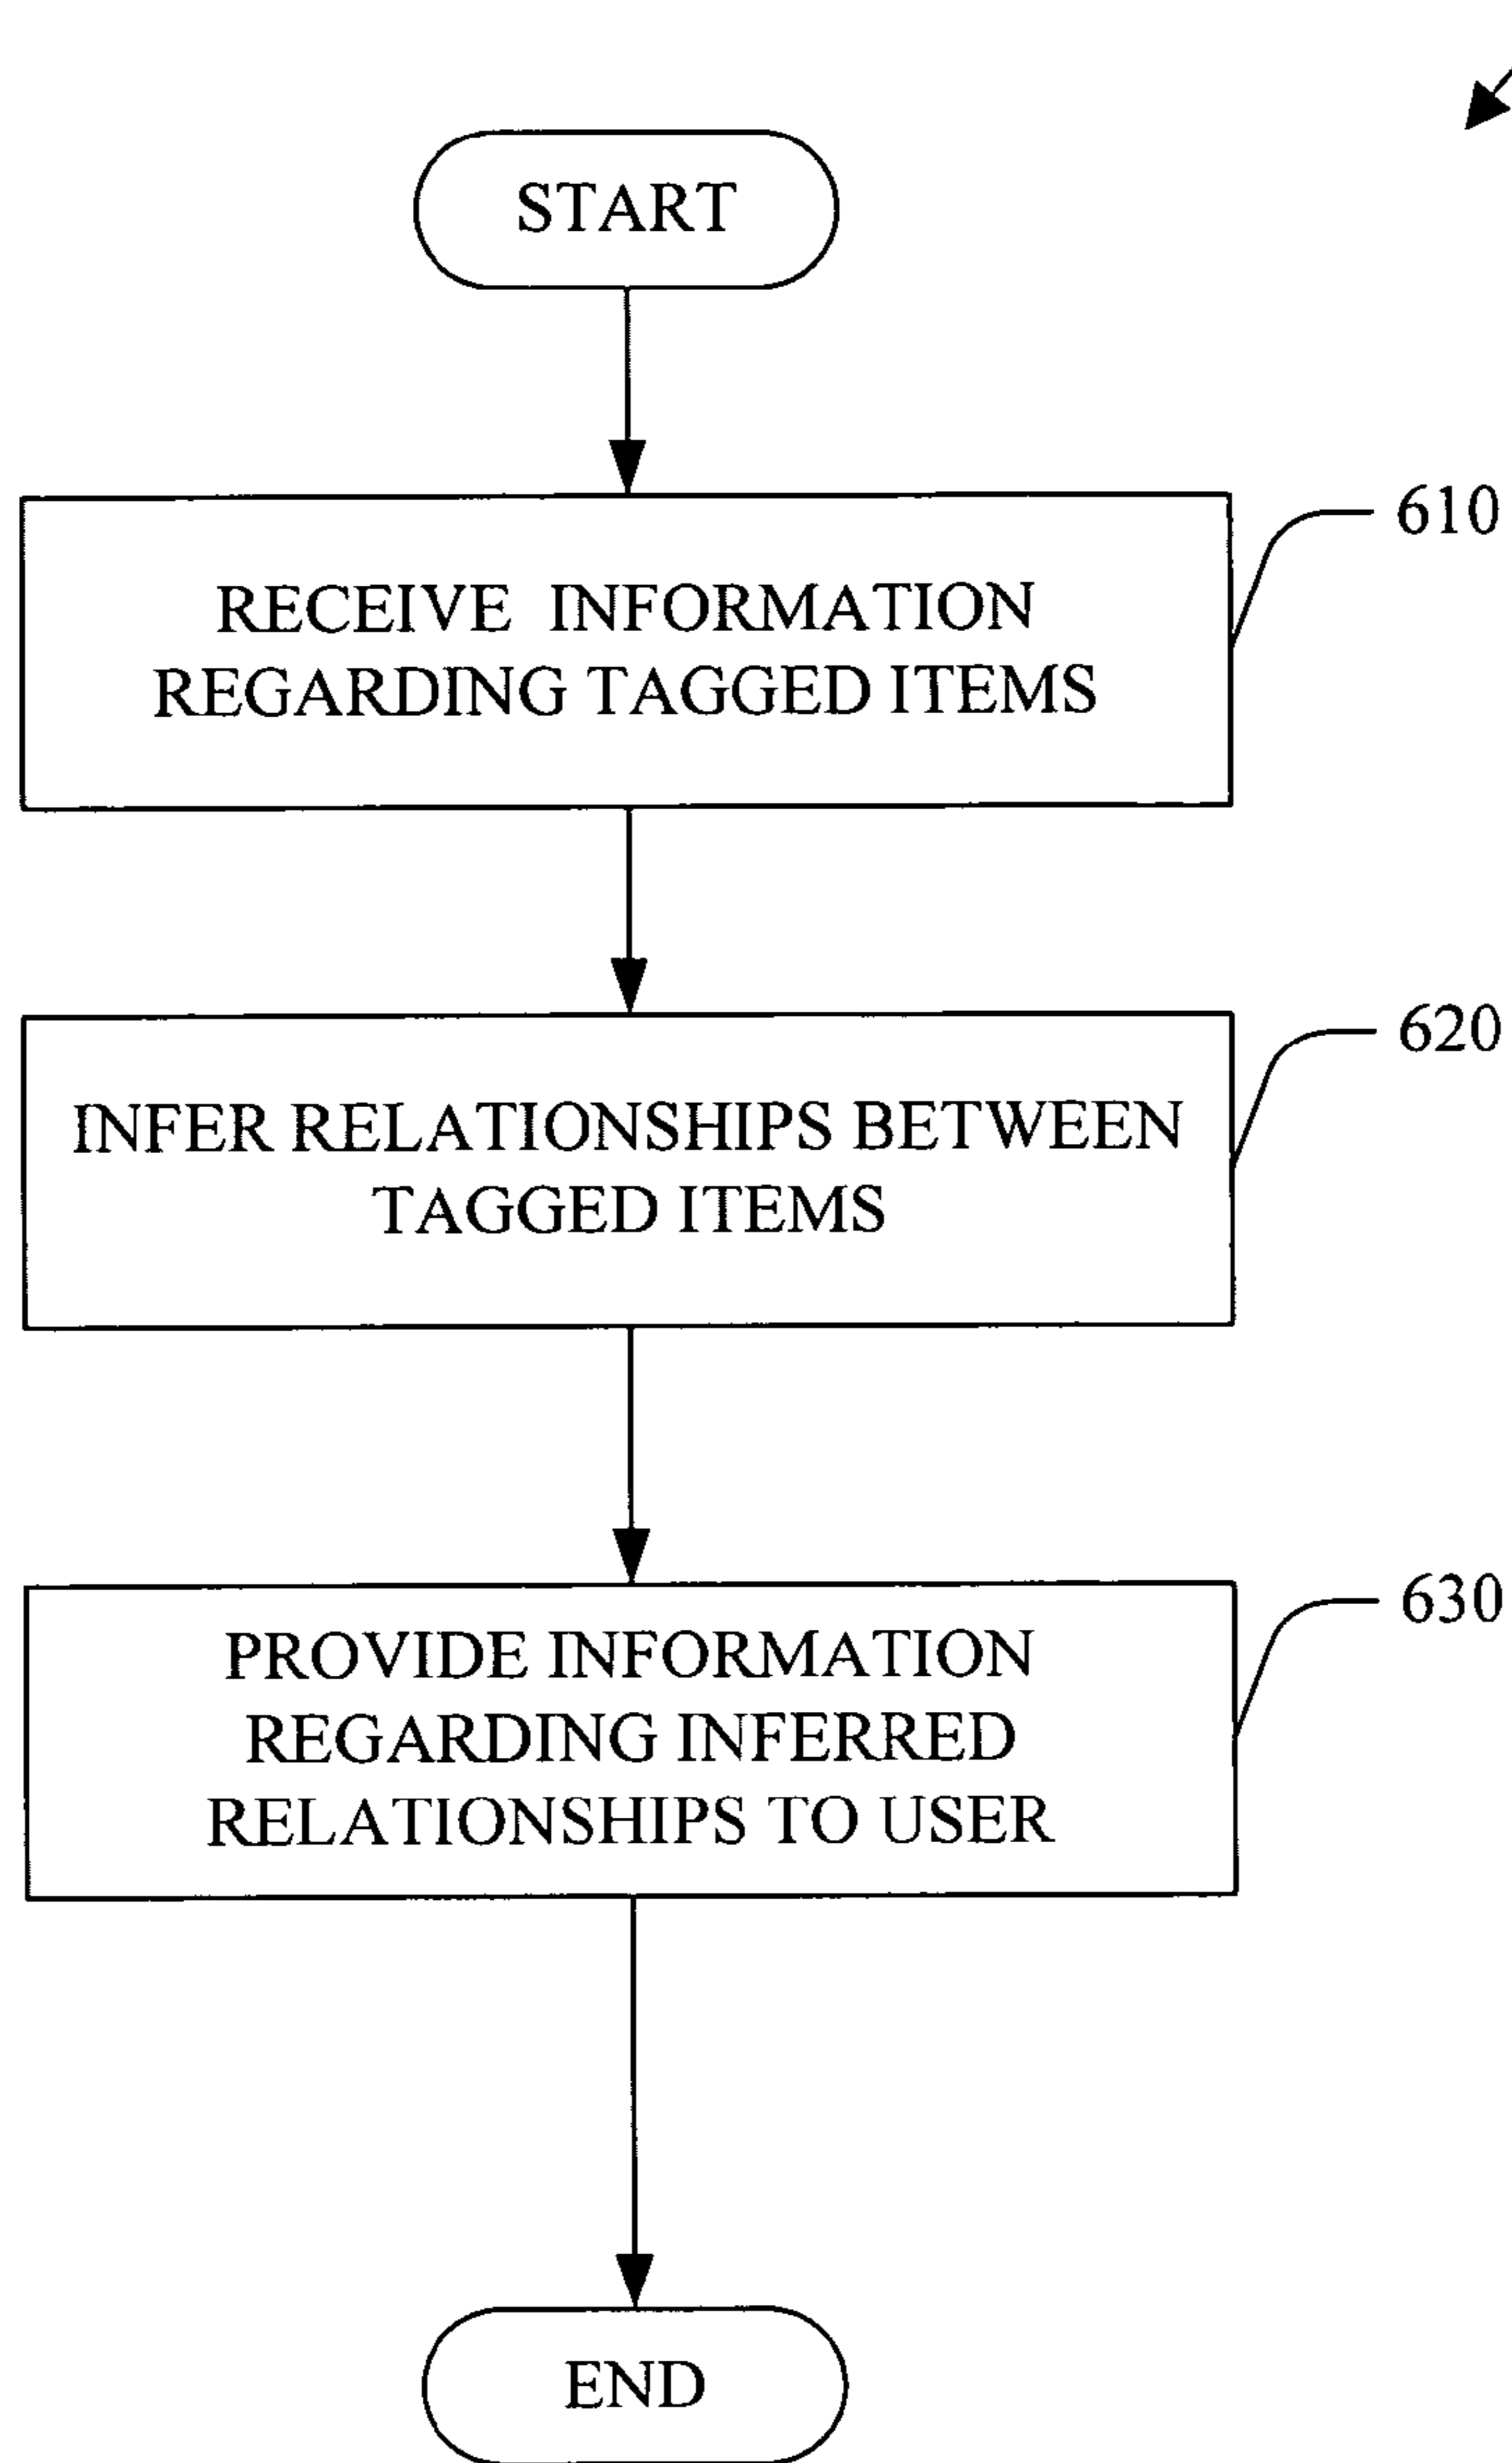 START
610
RECEIVE INFORMATION
REGARDING TAGGED ITEMS
620
INFER RELATIONSHIPS BETWEEN
TAGGED ITEMS
630
PROVIDE INFORMATION
REGARDING INFERRED
RELATIONSHIPS TO USER
END